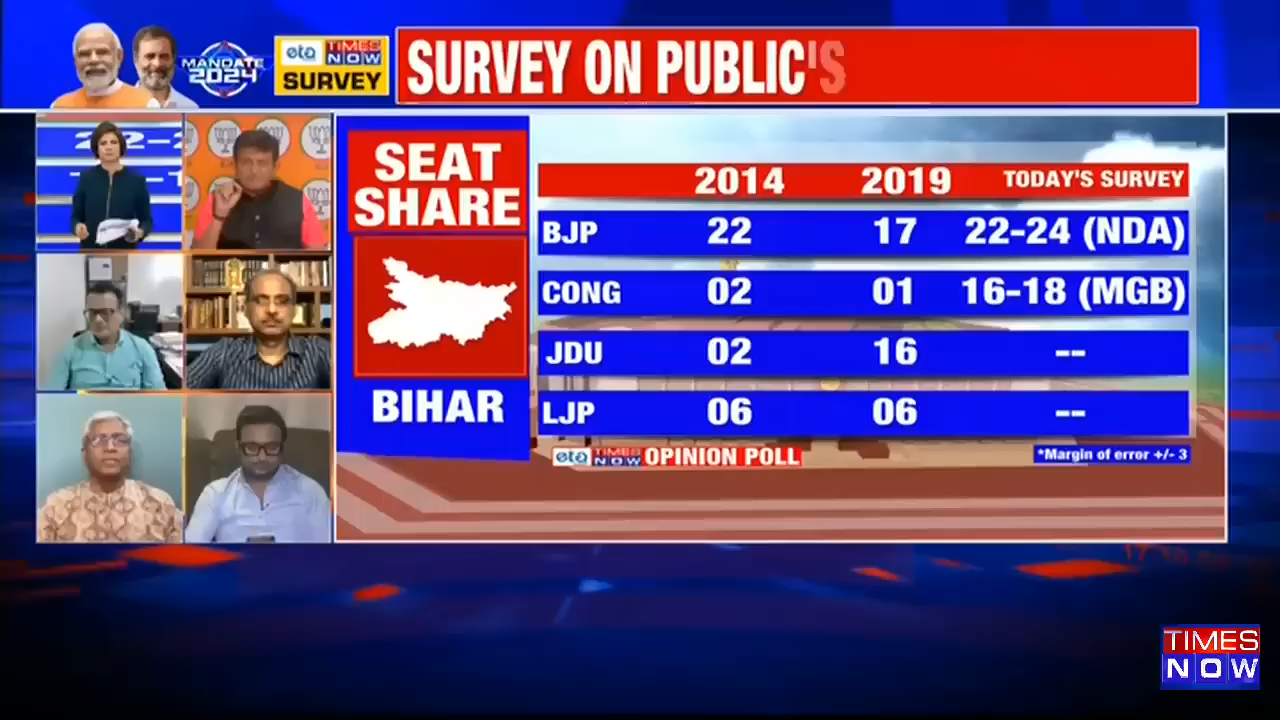 MANDATE
2024
etg TIMES NOW
SURVEY
SURVEY ON PUBLIC'S
SEAT
SHARE
BIHAR
2014 2019 TODAY'S SURVEY
BJP 22 17 22-24 (NDA)
CONG 02 01 16-18 (MGB)
JDU 02 16 --
LJP 06 06 --
etg TIMES NOW OPINION POLL
*Margin of error +/- 3
TIMES
NOW